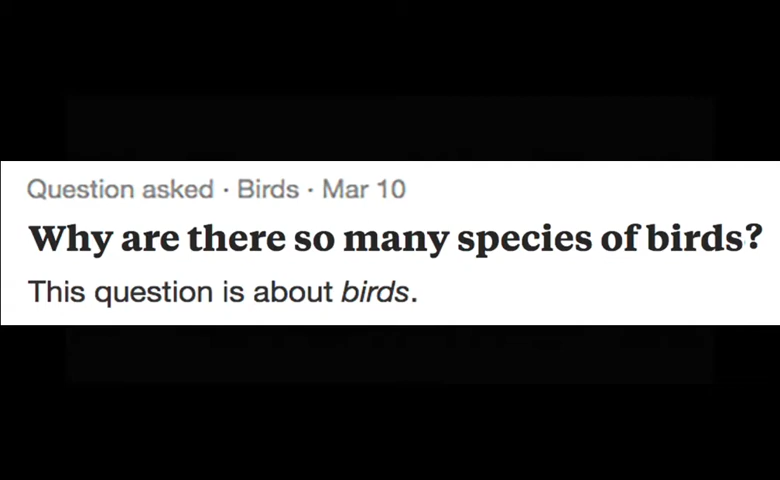 Question asked · Birds · Mar 10
Why are there so many species of birds?
This question is about birds.